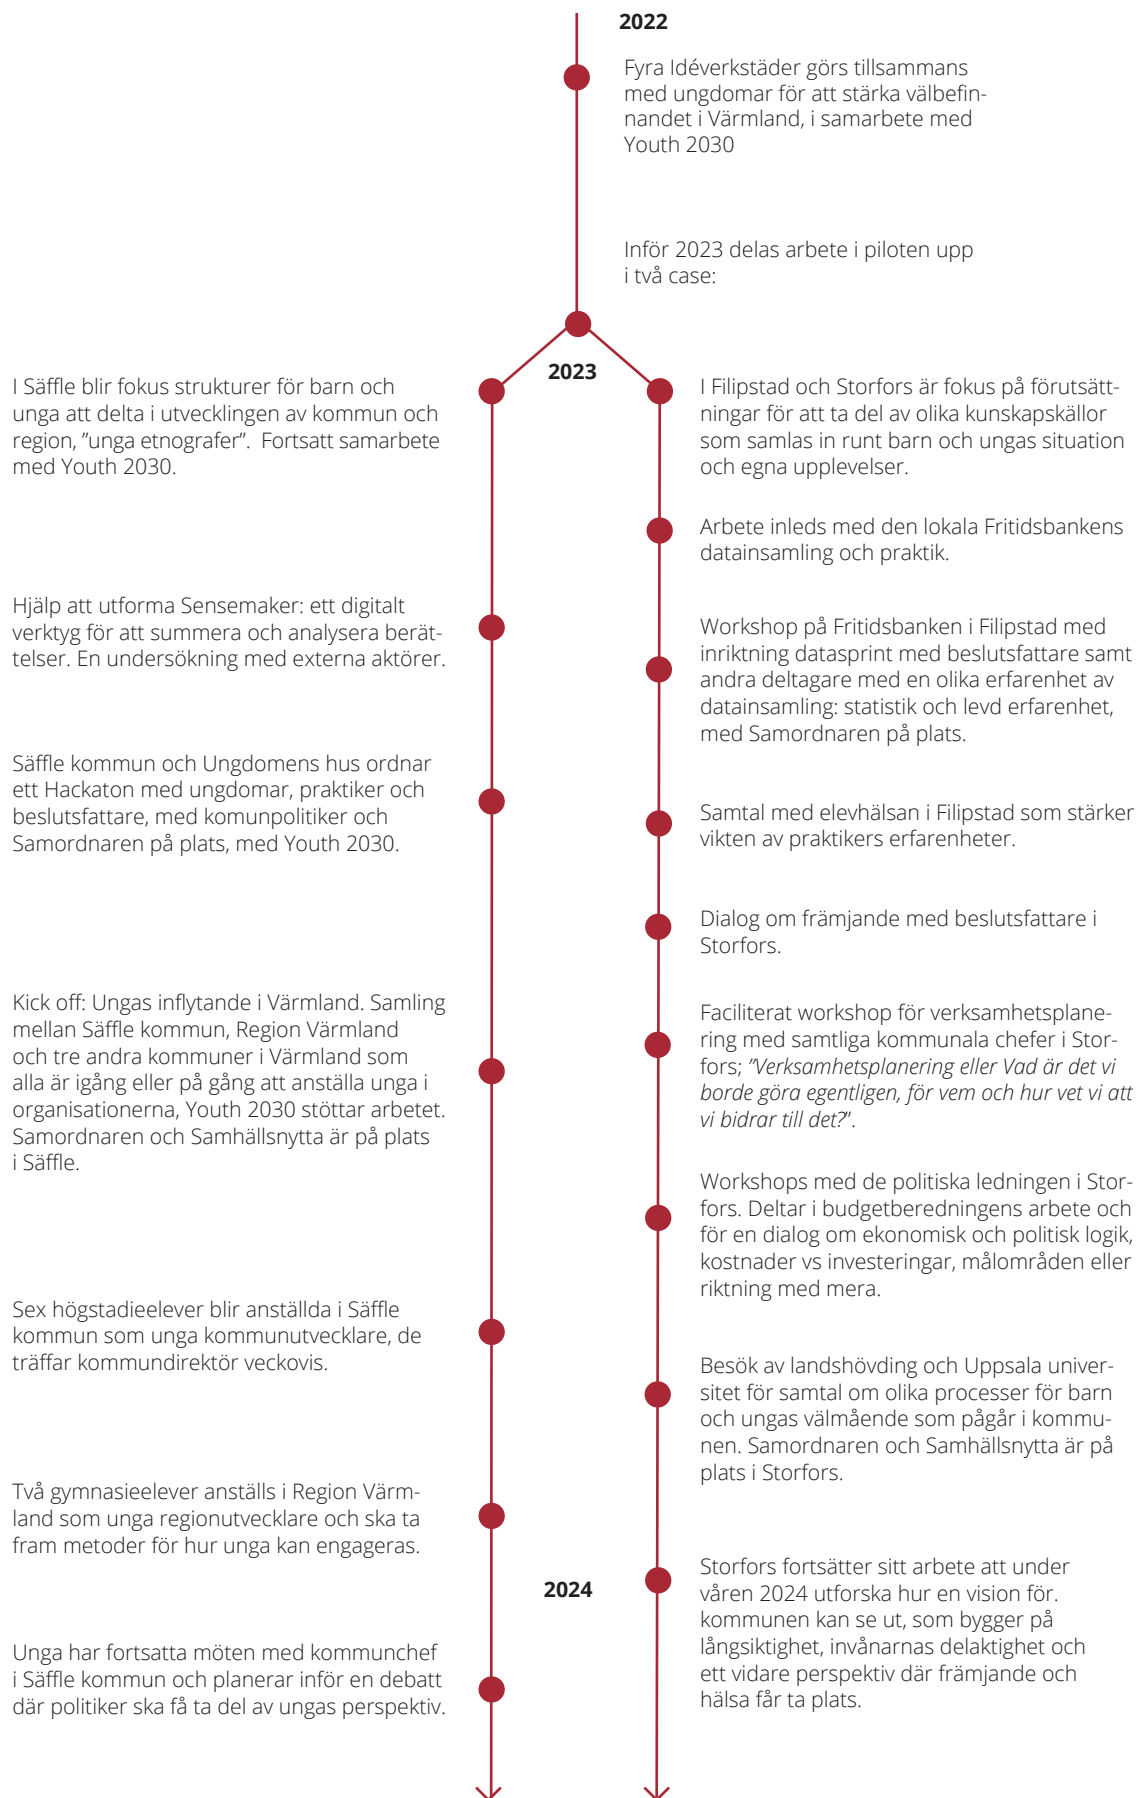 2022
Fyra Idéverkstäder görs tillsammans
med ungdomar för att stärka välbefin-
nandet i Värmland, i samarbete med
Youth 2030
Inför 2023 delas arbete i piloten upp
i två case:
2023
I Säffle blir fokus strukturer för barn och
unga att delta i utvecklingen av kommun och
region, ”unga etnografer”.  Fortsatt samarbete
med Youth 2030.
Hjälp att utforma Sensemaker: ett digitalt
verktyg för att summera och analysera berät-
telser. En undersökning med externa aktörer.
Säffle kommun och Ungdomens hus ordnar
ett Hackaton med ungdomar, praktiker och
beslutsfattare, med komunpolitiker och
Samordnaren på plats, med Youth 2030.
Kick off: Ungas inflytande i Värmland. Samling
mellan Säffle kommun, Region Värmland
och tre andra kommuner i Värmland som
alla är igång eller på gång att anställa unga i
organisationerna, Youth 2030 stöttar arbetet.
Samordnaren och Samhällsnytta är på plats
i Säffle.
Sex högstadieelever blir anställda i Säffle
kommun som unga kommunutvecklare, de
träffar kommundirektör veckovis.
Två gymnasieelever anställs i Region Värm-
land som unga regionutvecklare och ska ta
fram metoder för hur unga kan engageras.
Unga har fortsatta möten med kommunchef
i Säffle kommun och planerar inför en debatt
där politiker ska få ta del av ungas perspektiv.
I Filipstad och Storfors är fokus på förutsätt-
ningar för att ta del av olika kunskapskällor
som samlas in runt barn och ungas situation
och egna upplevelser.
Arbete inleds med den lokala Fritidsbankens
datainsamling och praktik.
Workshop på Fritidsbanken i Filipstad med
inriktning datasprint med beslutsfattare samt
andra deltagare med en olika erfarenhet av
datainsamling: statistik och levd erfarenhet,
med Samordnaren på plats.
Samtal med elevhälsan i Filipstad som stärker
vikten av praktikers erfarenheter.
Dialog om främjande med beslutsfattare i
Storfors.
Faciliterat workshop för verksamhetsplane-
ring med samtliga kommunala chefer i Stor-
fors; ”Verksamhetsplanering eller Vad är det vi
borde göra egentligen, för vem och hur vet vi att
vi bidrar till det?”.
Workshops med de politiska ledningen i Stor-
fors. Deltar i budgetberedningens arbete och
för en dialog om ekonomisk och politisk logik,
kostnader vs investeringar, målområden eller
riktning med mera.
Besök av landshövding och Uppsala univer-
sitet för samtal om olika processer för barn
och ungas välmående som pågår i kommu-
nen. Samordnaren och Samhällsnytta är på
plats i Storfors.
2024
Storfors fortsätter sitt arbete att under
våren 2024 utforska hur en vision för.
kommunen kan se ut, som bygger på
långsiktighet, invånarnas delaktighet och
ett vidare perspektiv där främjande och
hälsa får ta plats.